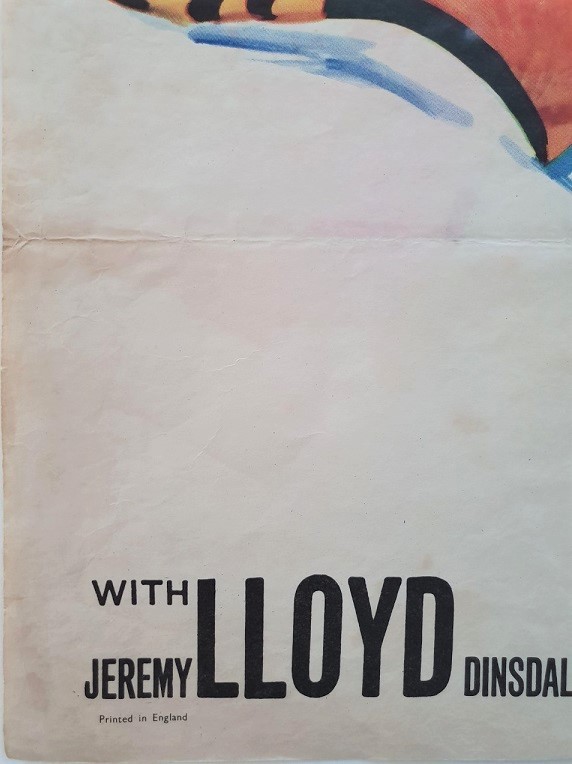 WITH
JEREMY LLOYD DINSDAL
Printed in England